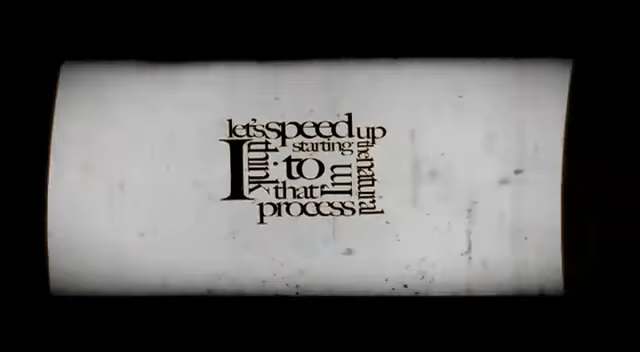 let's speed up
the natural
process
I think
that
I'm
starting
to